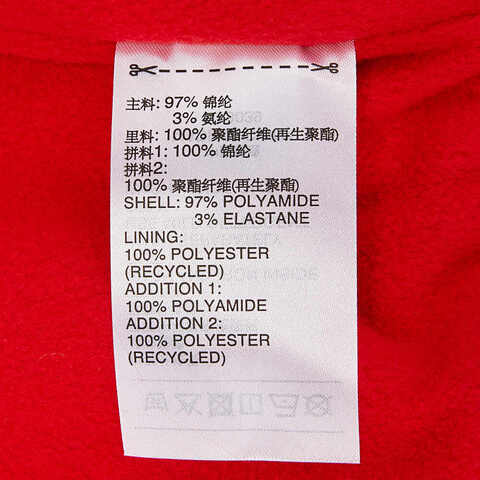 主料: 97% 锦纶
3% 氨纶
里料: 100% 聚酯纤维(再生聚酯)
拼料1: 100% 锦纶
拼料2:
100% 聚酯纤维(再生聚酯)
SHELL: 97% POLYAMIDE
3% ELASTANE
LINING:
100% POLYESTER
(RECYCLED)
ADDITION 1:
100% POLYAMIDE
ADDITION 2:
100% POLYESTER
(RECYCLED)